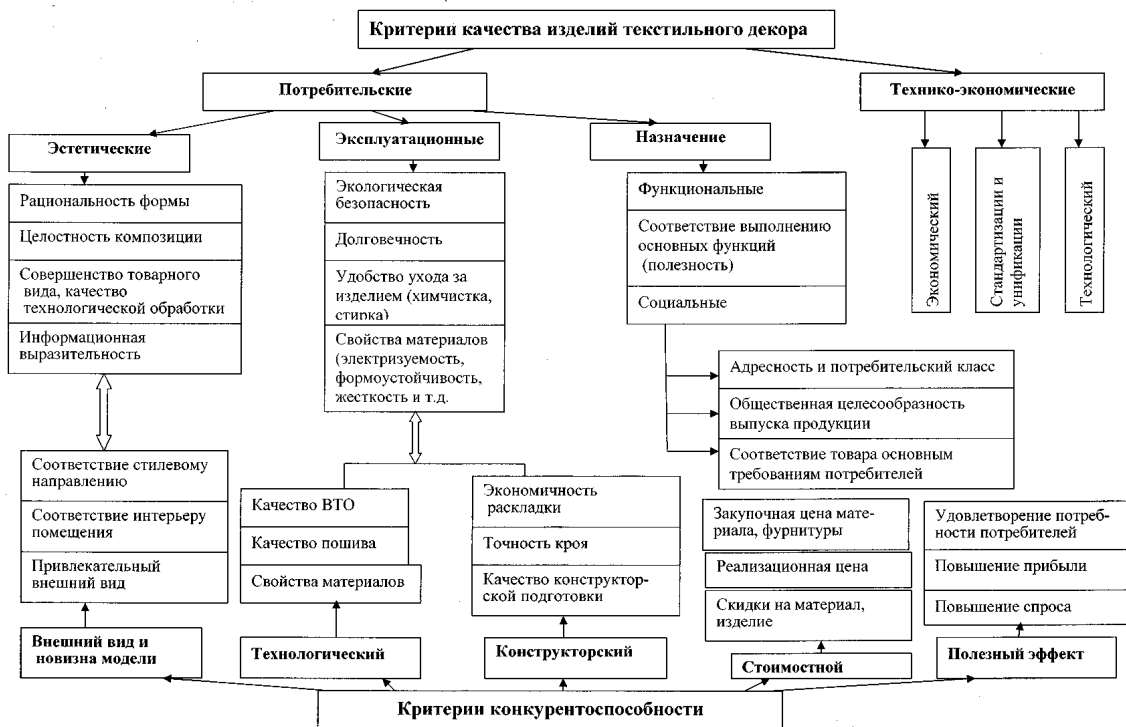 Критерии качества изделий текстильного декора
Потребительские
Технико-экономические
Эстетические
Эксплуатационные
Назначение
Рациональность формы
Целостность композиции
Совершенство товарного
вида, качество
технологической обработки
Информационная
выразительность
Экологическая
безопасность
Долговечность
Удобство ухода за
изделием (химчистка,
стирка)
Свойства материалов
(электризуемость,
формоустойчивость,
жесткость и т.д.
Функциональные
Соответствие выполнению
основных функций
(полезность)
Социальные
Экономический
Стандартизации и
унификации
Технологический
Адресность и потребительский класс
Общественная целесообразность
выпуска продукции
Соответствие товара основным
требованиям потребителей
Соответствие стилевому
направлению
Соответствие интерьеру
помещения
Привлекательный
внешний вид
Качество ВТО
Качество пошива
Свойства материалов
Экономичность
раскладки
Точность кроя
Качество конструктор-
ской подготовки
Закупочная цена мате-
риала, фурнитуры
Реализационная цена
Скидки на материал,
изделие
Удовлетворение потреб-
ности потребителей
Повышение прибыли
Повышение спроса
Внешний вид и
новизна модели
Технологический
Конструкторский
Стоимостной
Полезный эффект
Критерии конкурентоспособности